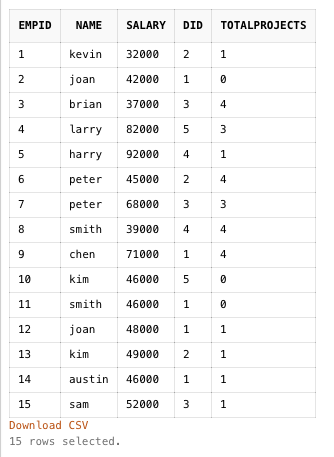 EMPID NAME SALARY DID TOTALPROJECTS
1 kevin 32000 2 1
2 joan 42000 1 0
3 brian 37000 3 4
4 larry 82000 5 3
5 harry 92000 4 1
6 peter 45000 2 4
7 peter 68000 3 3
8 smith 39000 4 4
9 chen 71000 1 4
10 kim 46000 5 0
11 smith 46000 1 0
12 joan 48000 1 1
13 kim 49000 2 1
14 austin 46000 1 1
15 sam 52000 3 1
Download CSV
15 rows selected.